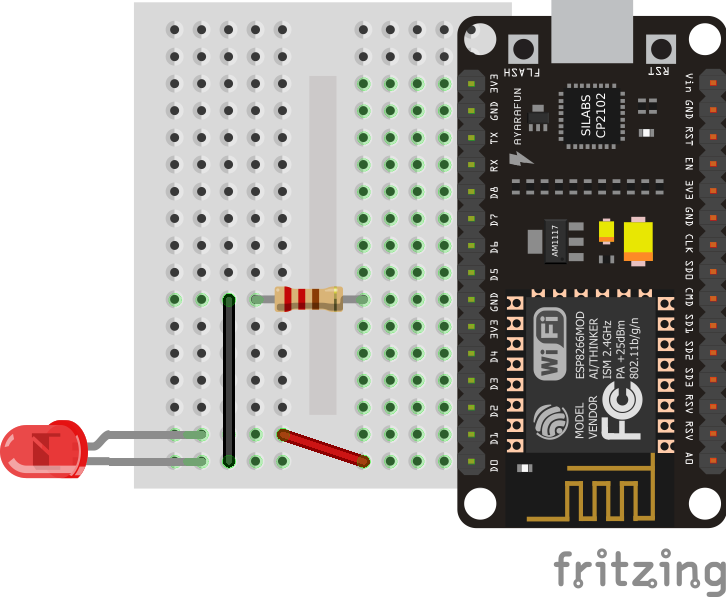 FLASH
RST
3V3
GND
TX
RX
D8
D7
D6
D5
GND
3V3
D4
D3
D2
D1
D0
AYARAFUN
SILABS
CP2102
AM1117
Vin
GND
RST
EN
3V3
GND
CLK
SD0
CMD
SD1
SD2
SD3
RSV
RSV
A0
WiFi
ESP8266MOD
AI/THINKER
ISM 2.4GHz
PA +25dBm
802.11b/g/n
MODEL
VENDOR
FC
fritzing